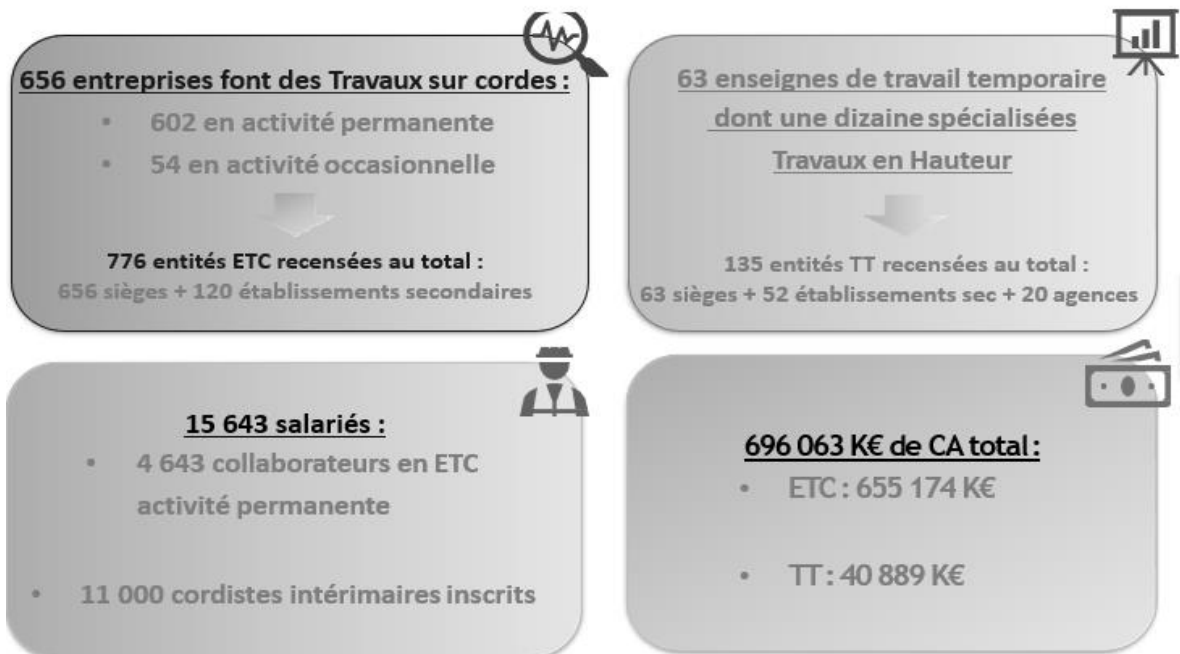 656 entreprises font des Travaux sur cordes :
• 602 en activité permanente
• 54 en activité occasionnelle
776 entités ETC recensées au total :
656 sièges + 120 établissements secondaires
63 enseignes de travail temporaire
dont une dizaine spécialisées
Travaux en Hauteur
135 entités TT recensées au total :
63 sièges + 52 établissements sec + 20 agences
15 643 salariés :
• 4 643 collaborateurs en ETC
activité permanente
• 11 000 cordistes intérimaires inscrits
696 063 K€ de CA total :
• ETC : 655 174 K€
• TT : 40 889 K€